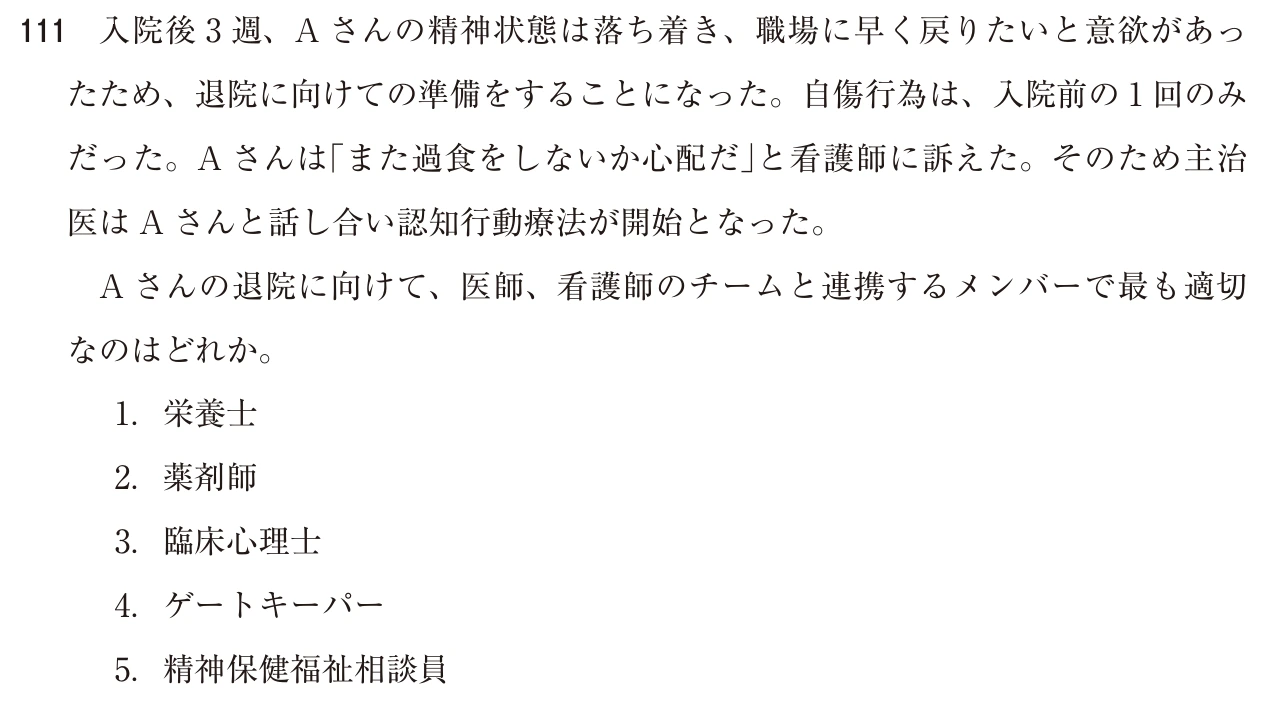 111 入院後3週、Aさんの精神状態は落ち着き、職場に早く戻りたいと意欲があっ
たため、退院に向けての準備をすることになった。自傷行為は、入院前の1回のみ
だった。Aさんは「また過食をしないか心配だ」と看護師に訴えた。そのため主治
医はAさんと話し合い認知行動療法が開始となった。
Aさんの退院に向けて、医師、看護師のチームと連携するメンバーで最も適切
なのはどれか。
1. 栄養士
2. 薬剤師
3. 臨床心理士
4. ゲートキーパー
5. 精神保健福祉相談員